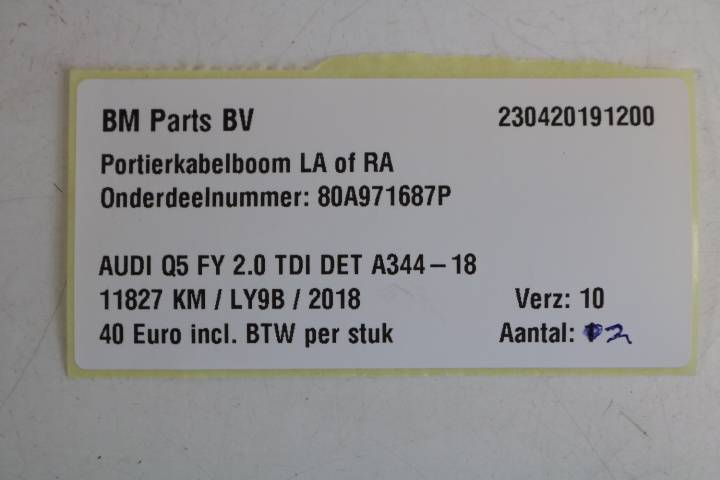 BM Parts BV 230420191200
Portierkabelboom LA of RA
Onderdeelnummer: 80A971687P
AUDI Q5 FY 2.0 TDI DET A344-18
11827 KM / LY9B / 2018 Verz: 10
40 Euro incl. BTW per stuk Aantal: 2